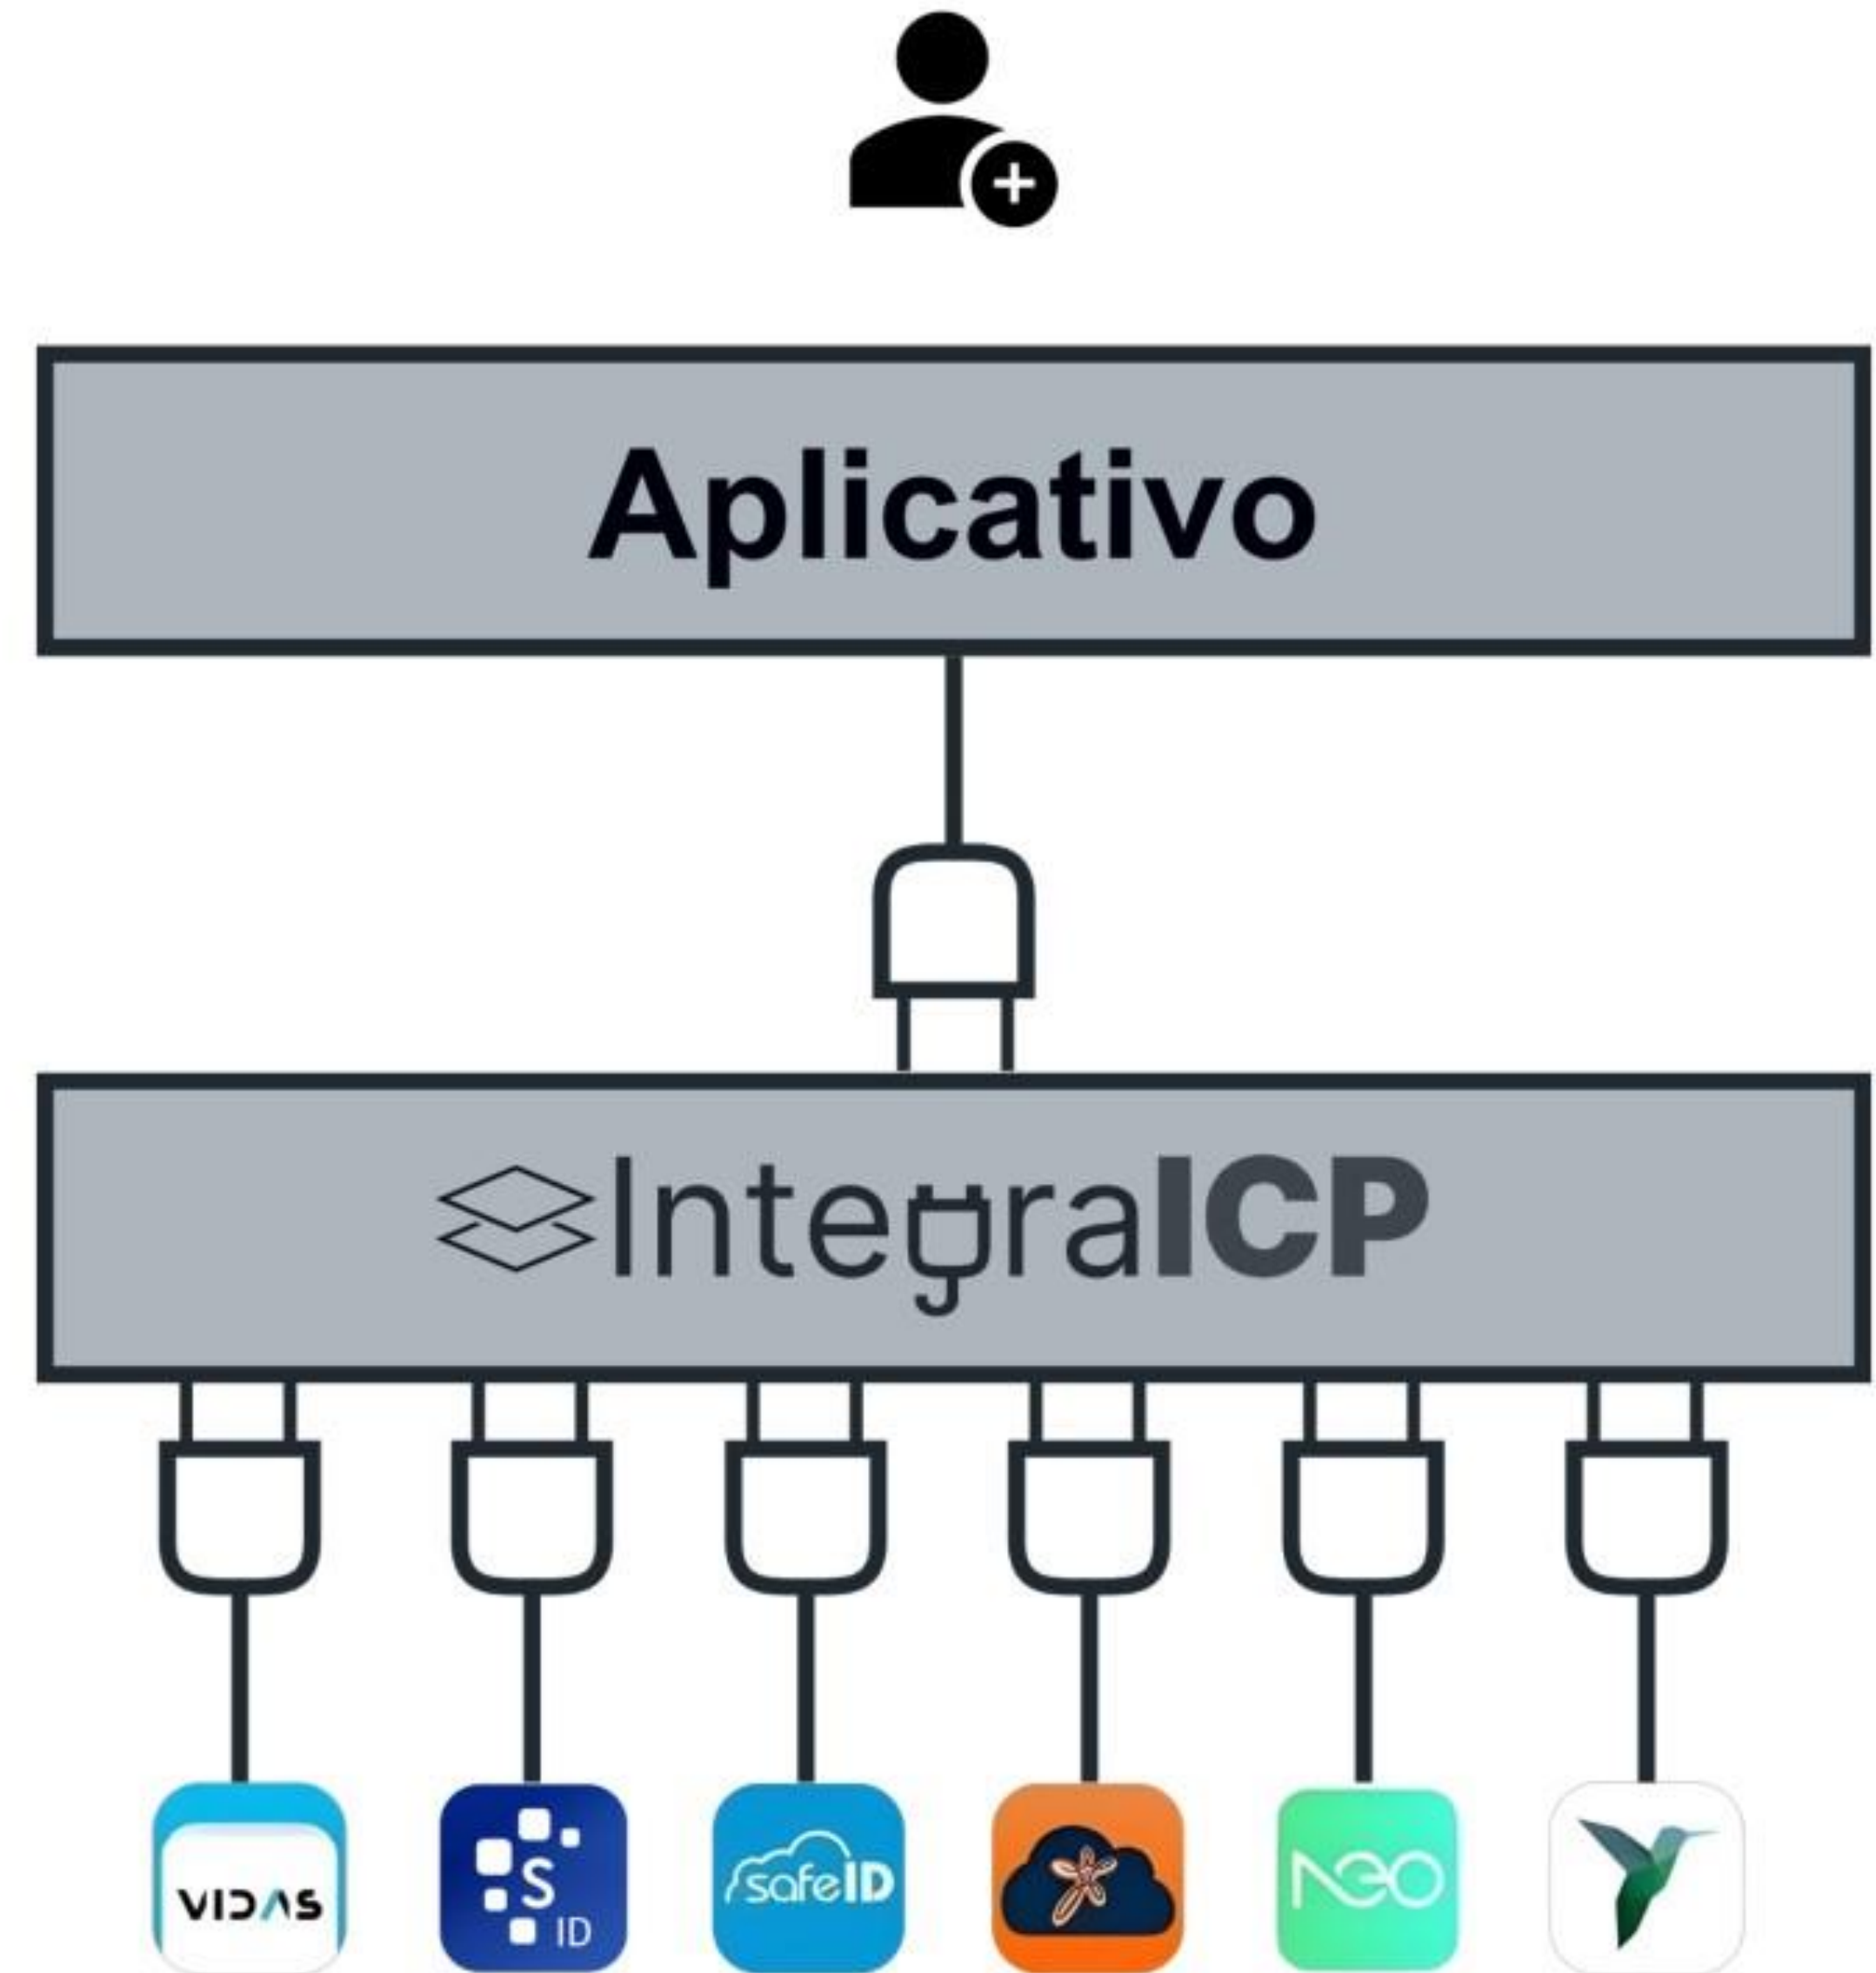 Aplicativo
IntegraICP
VIDAS
S
ID
safeID
neo